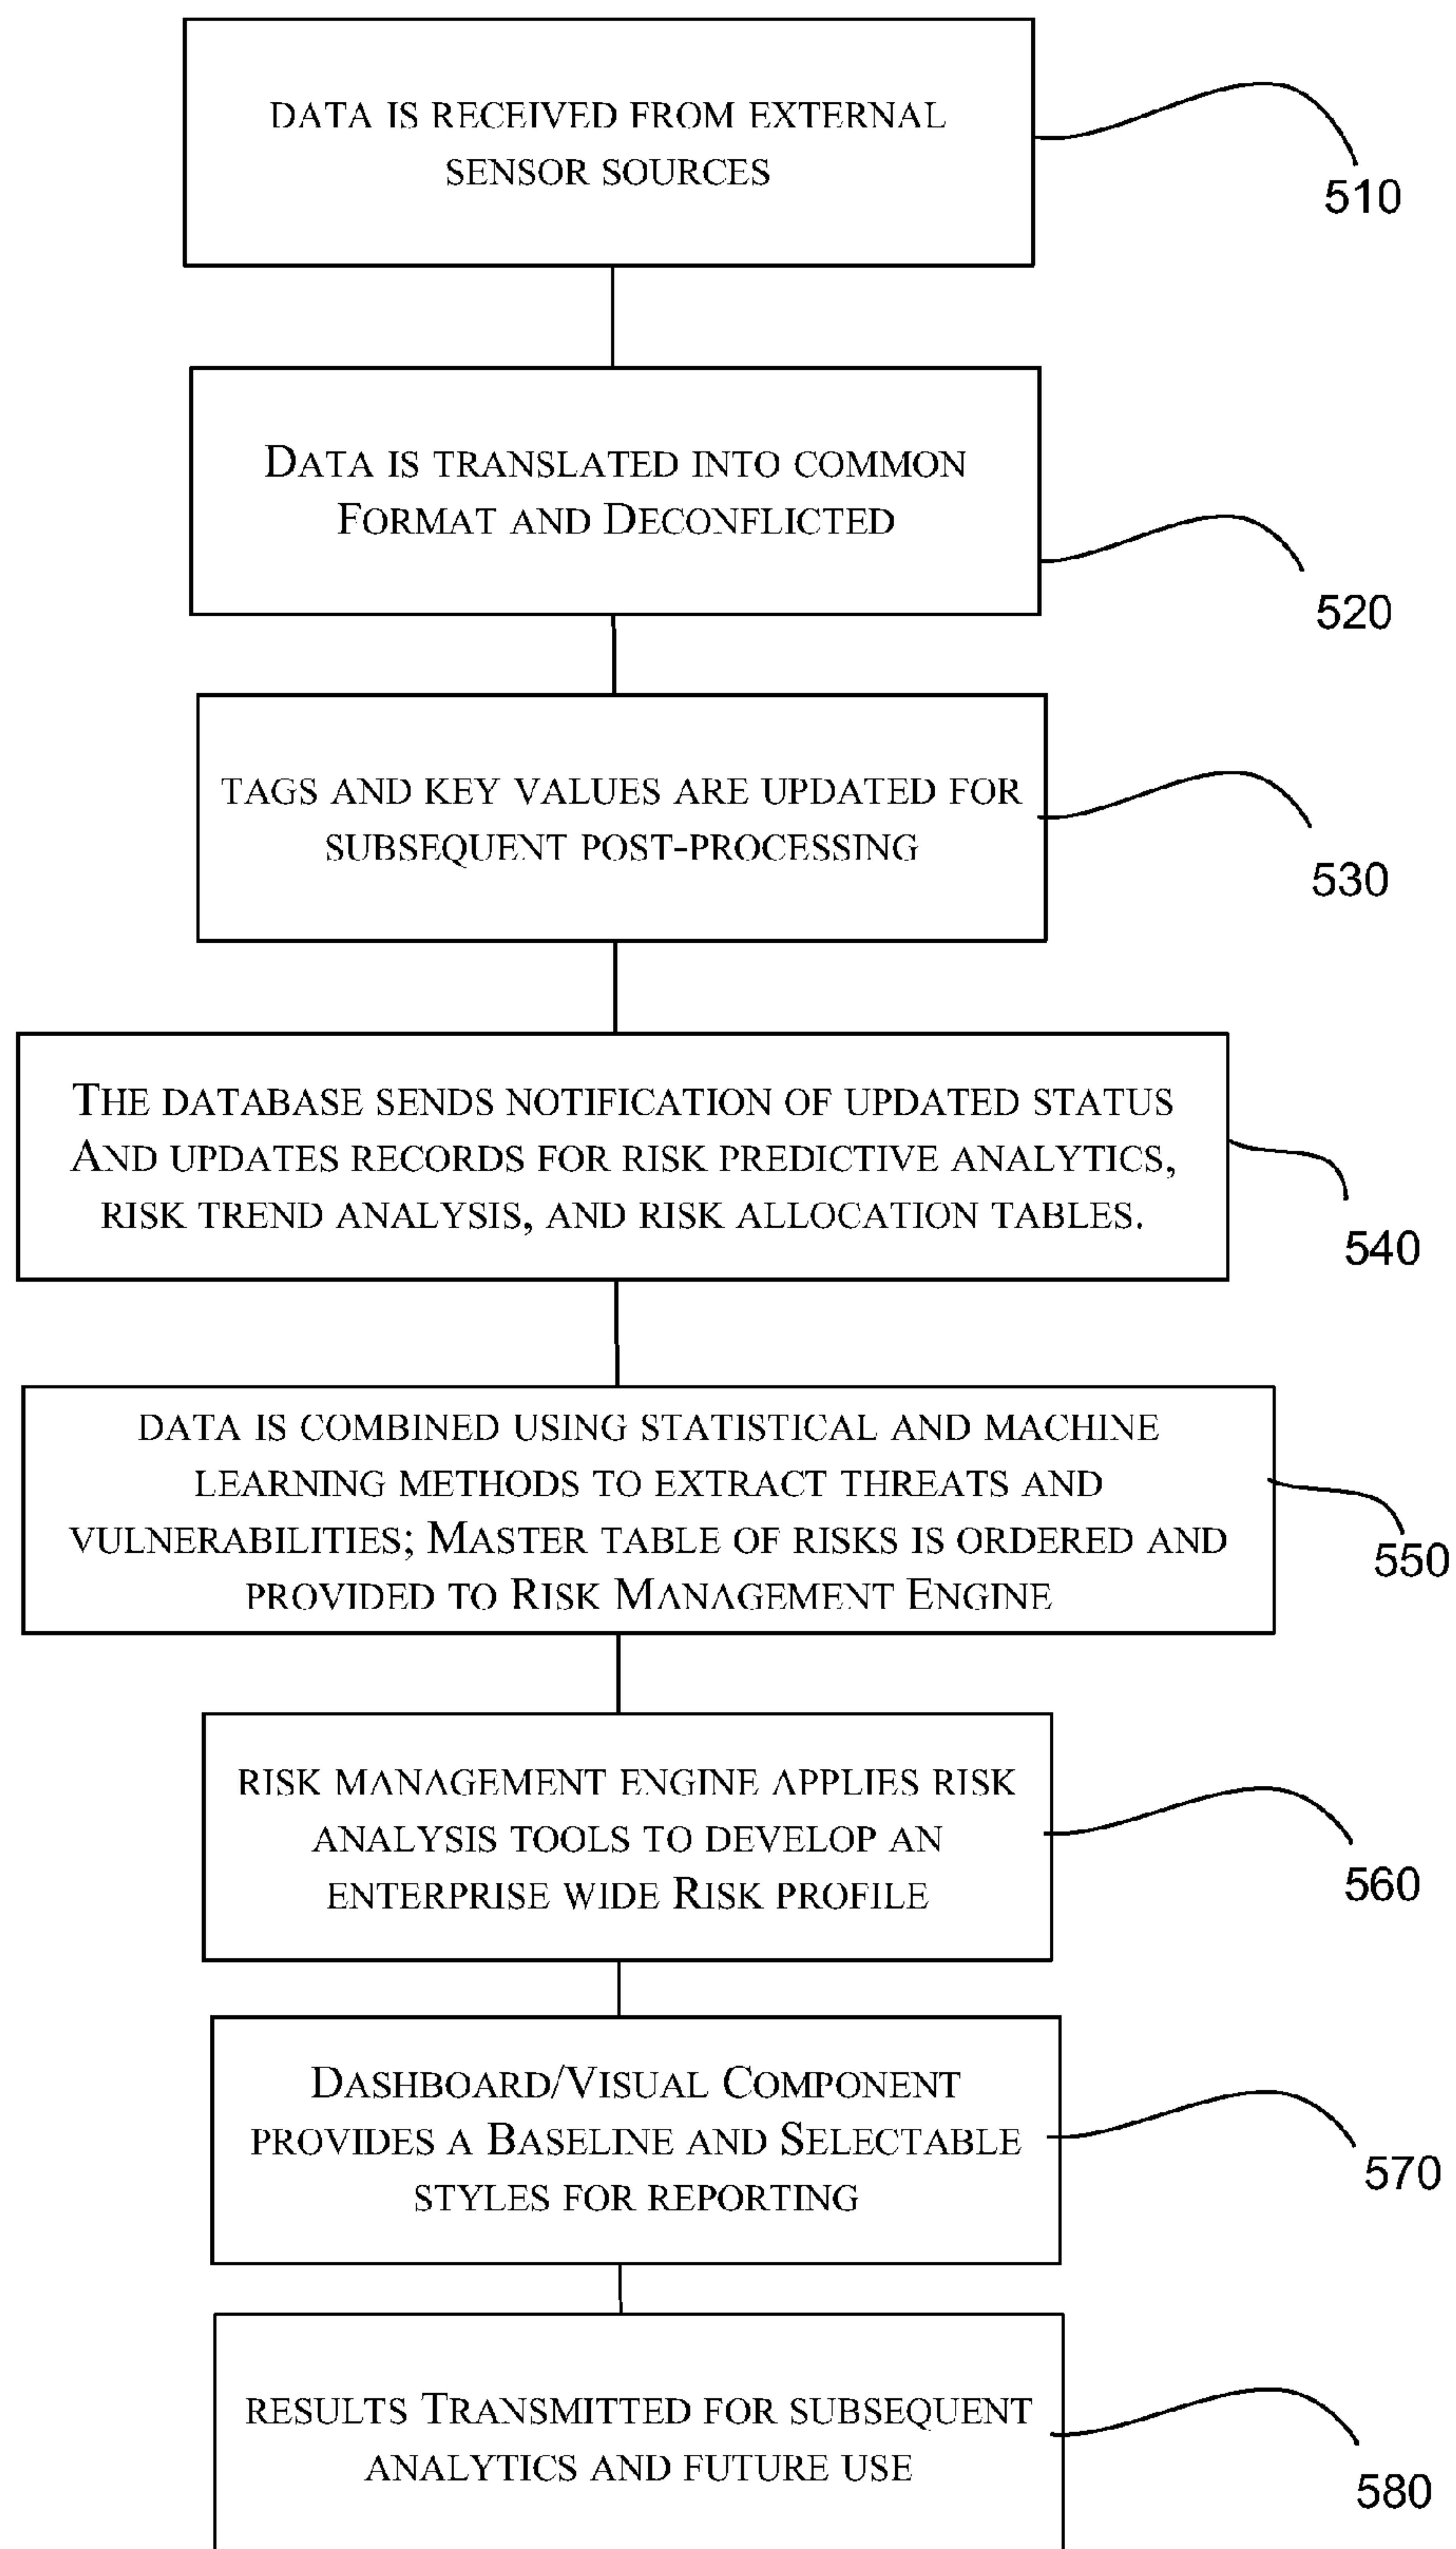 DATA IS RECEIVED FROM EXTERNAL
SENSOR SOURCES
510
DATA IS TRANSLATED INTO COMMON
FORMAT AND DECONFLICTED
520
TAGS AND KEY VALUES ARE UPDATED FOR
SUBSEQUENT POST-PROCESSING
530
THE DATABASE SENDS NOTIFICATION OF UPDATED STATUS
AND UPDATES RECORDS FOR RISK PREDICTIVE ANALYTICS,
RISK TREND ANALYSIS, AND RISK ALLOCATION TABLES.
540
DATA IS COMBINED USING STATISTICAL AND MACHINE
LEARNING METHODS TO EXTRACT THREATS AND
VULNERABILITIES; MASTER TABLE OF RISKS IS ORDERED AND
PROVIDED TO RISK MANAGEMENT ENGINE
550
RISK MANAGEMENT ENGINE APPLIES RISK
ANALYSIS TOOLS TO DEVELOP AN
ENTERPRISE WIDE RISK PROFILE
560
DASHBOARD/VISUAL COMPONENT
PROVIDES A BASELINE AND SELECTABLE
STYLES FOR REPORTING
570
RESULTS TRANSMITTED FOR SUBSEQUENT
ANALYTICS AND FUTURE USE
580